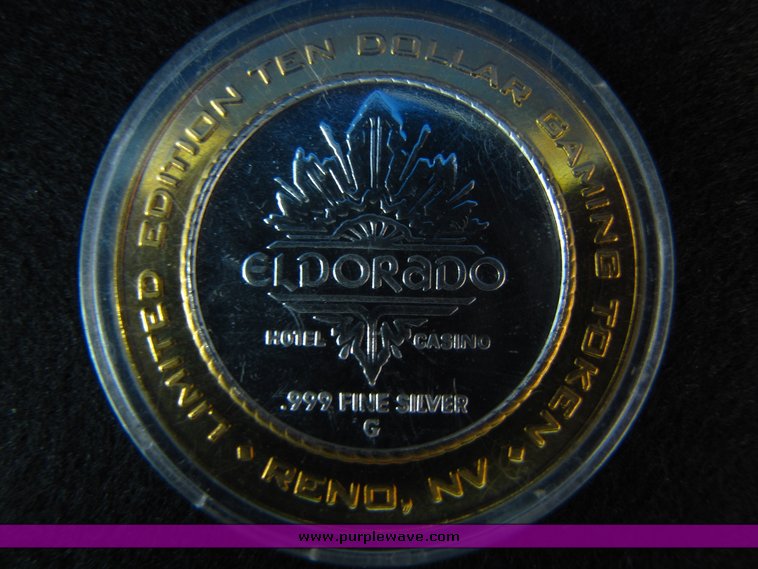 LIMITED EDITION TEN DOLLAR GAMING TOKEN
ELDORADO
HOTEL CASINO
.999 FINE SILVER
G
• RENO, NV •
www.purplewave.com